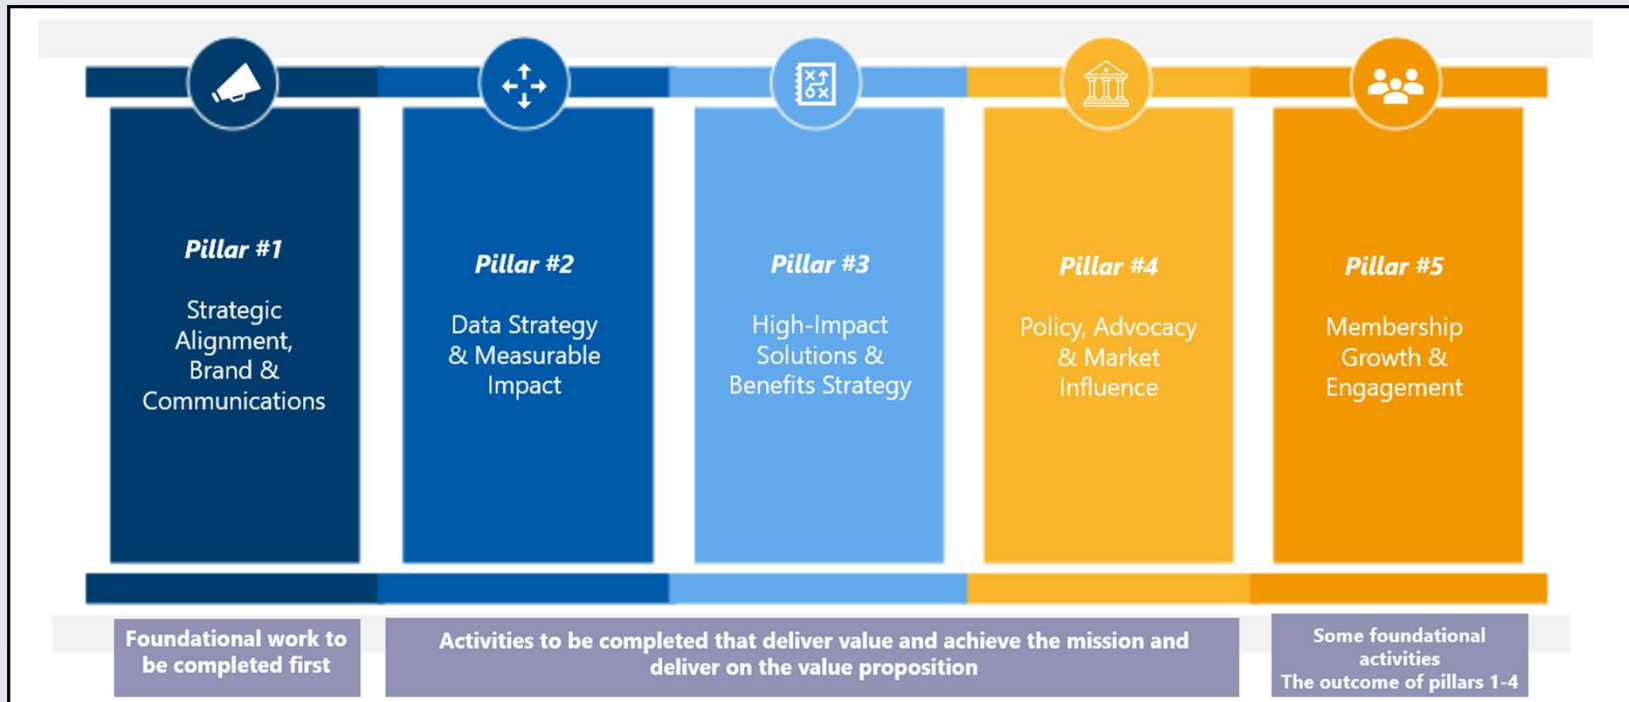 Pillar #1
Strategic
Alignment,
Brand &
Communications
Pillar #2
Data Strategy
& Measurable
Impact
Pillar #3
High-Impact
Solutions &
Benefits Strategy
Pillar #4
Policy, Advocacy
& Market
Influence
Pillar #5
Membership
Growth &
Engagement
Foundational work to
be completed first
Activities to be completed that deliver value and achieve the mission and
deliver on the value proposition
Some foundational
activities
The outcome of pillars 1-4